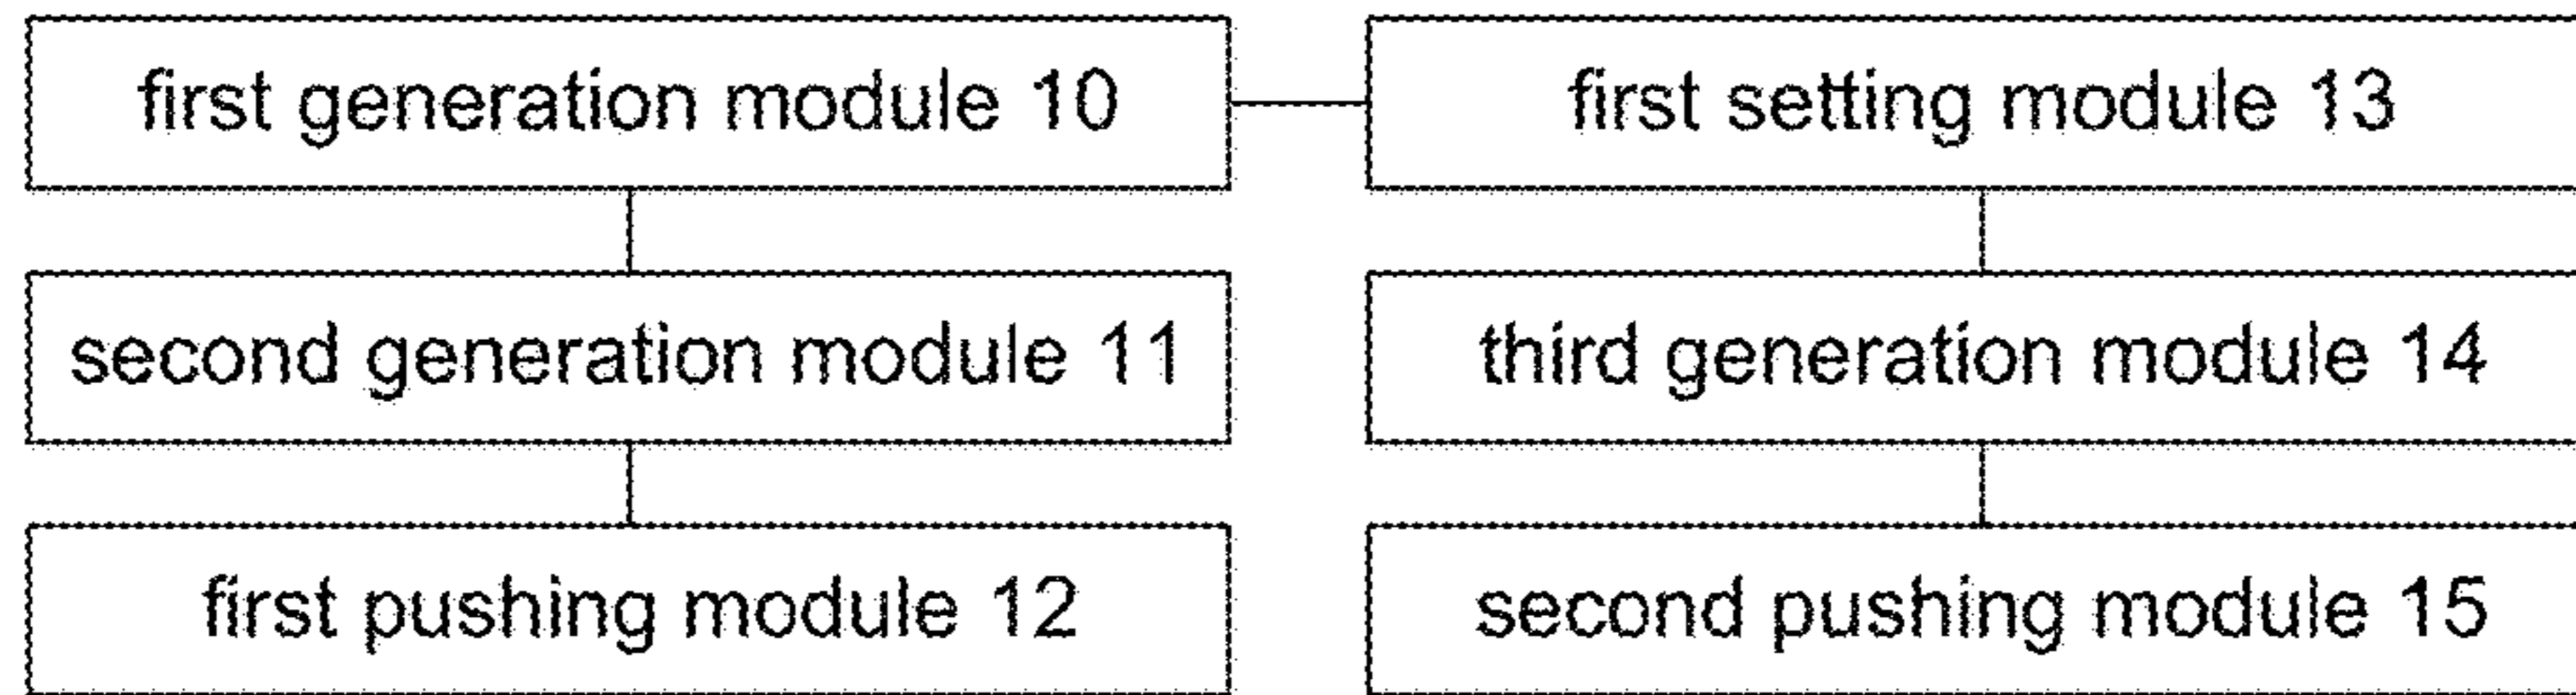 first generation module 10
first setting module 13
second generation module 11
third generation module 14
first pushing module 12
second pushing module 15